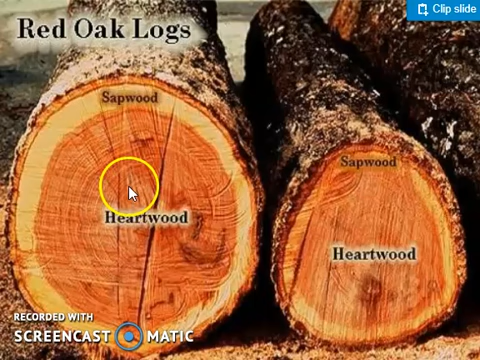 Clip slide
Red Oak Logs
Sapwood
Sapwood
Heartwood
Heartwood
RECORDED WITH
SCREENCAST MATIC